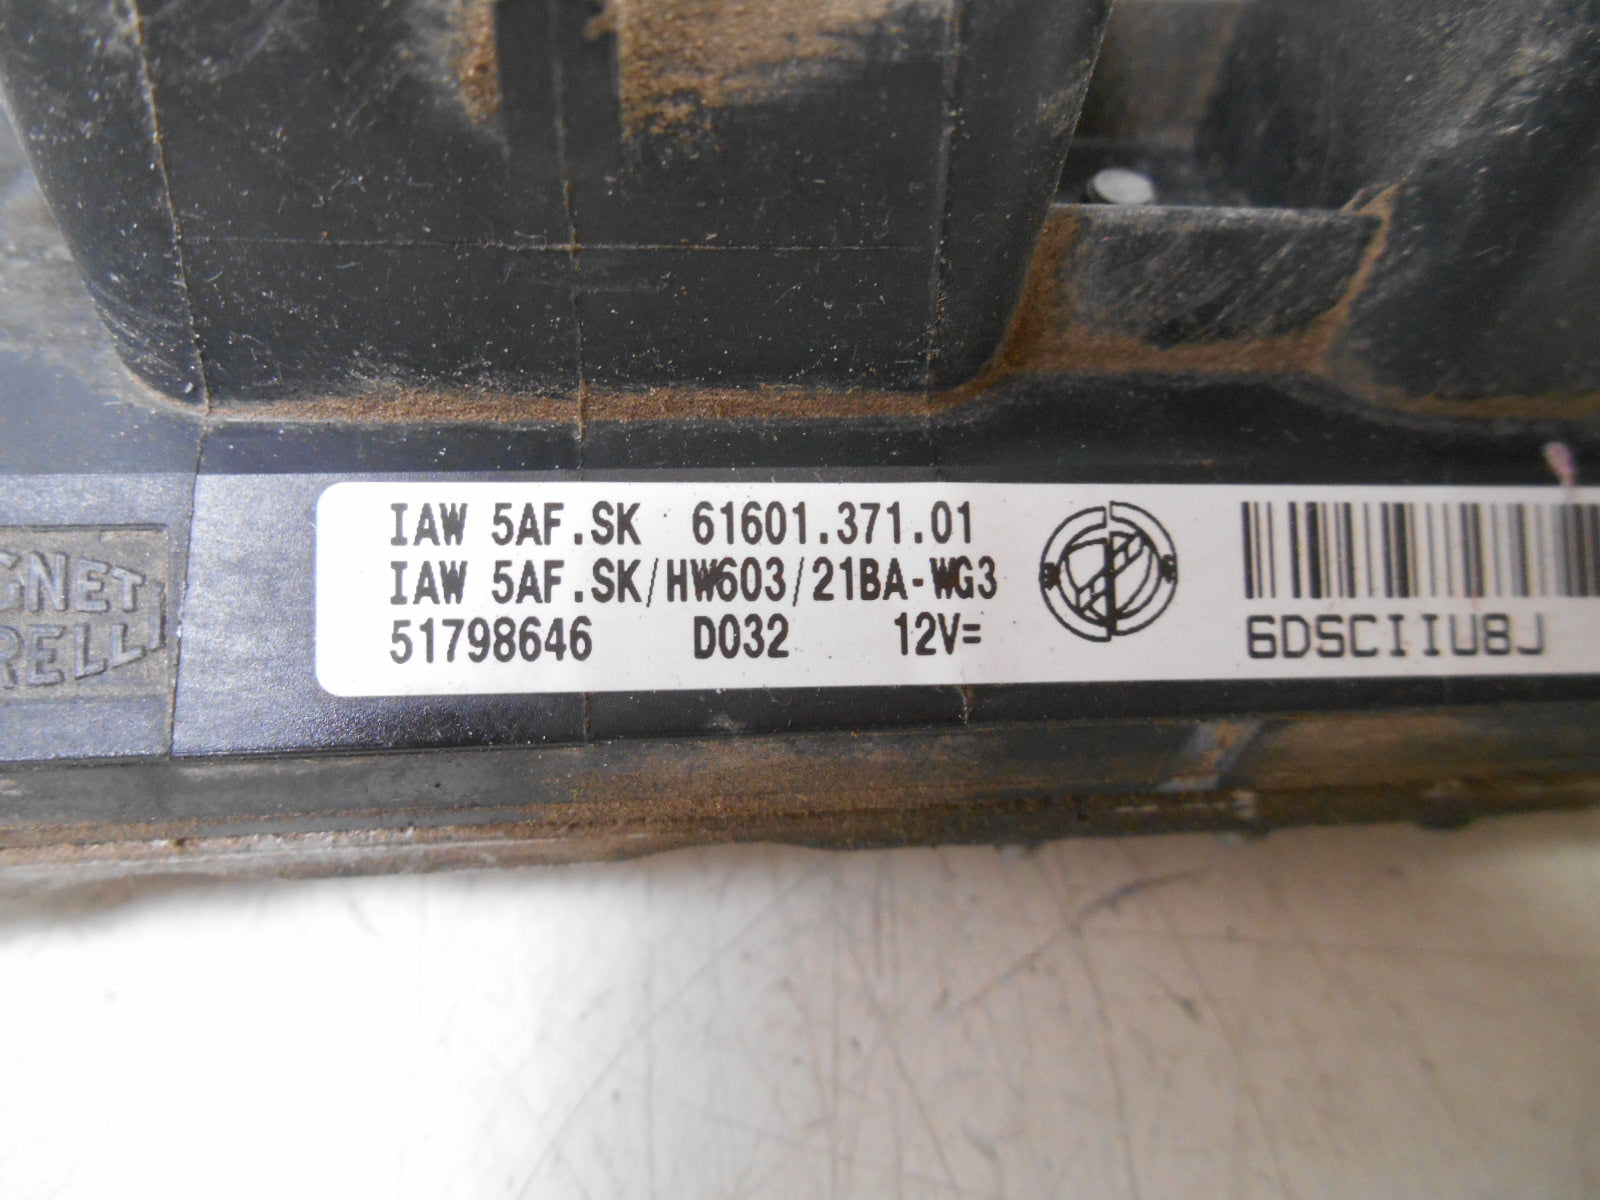 IAW 5AF.SK 61601.371.01
IAW 5AF.SK/HW603/21BA-WG3
51798646 D032 12V=
6DSCIIU8J
GNET
RELLI